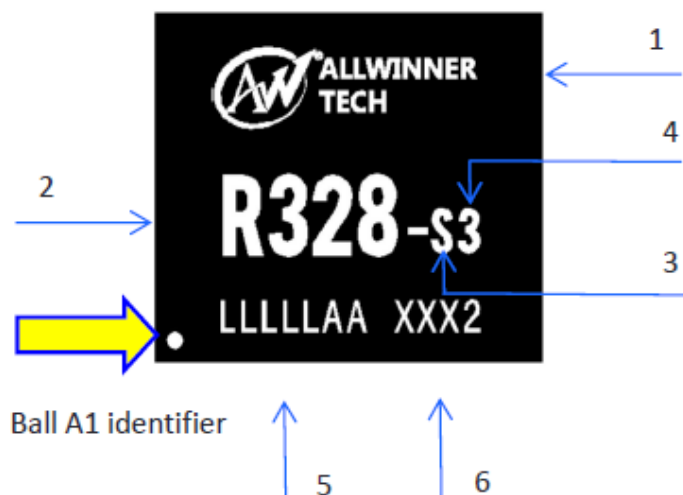 1
ALLWINNER
TECH
4
2
R328-S3
3
LLLLLAA XXX2
Ball A1 identifier
5
6